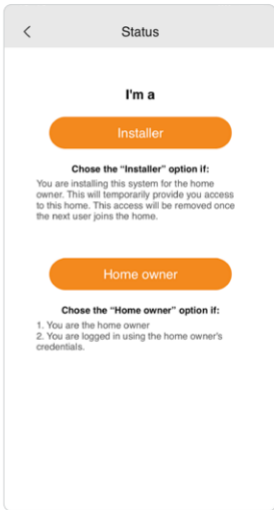 Status
I'm a
Installer
Chose the "Installer" option if:
You are installing this system for the home
owner. This will temporarily provide you access
to this home. This access will be removed once
the next user joins the home.
Home owner
Chose the "Home owner" option if:
1. You are the home owner
2. You are logged in using the home owner's
credentials.